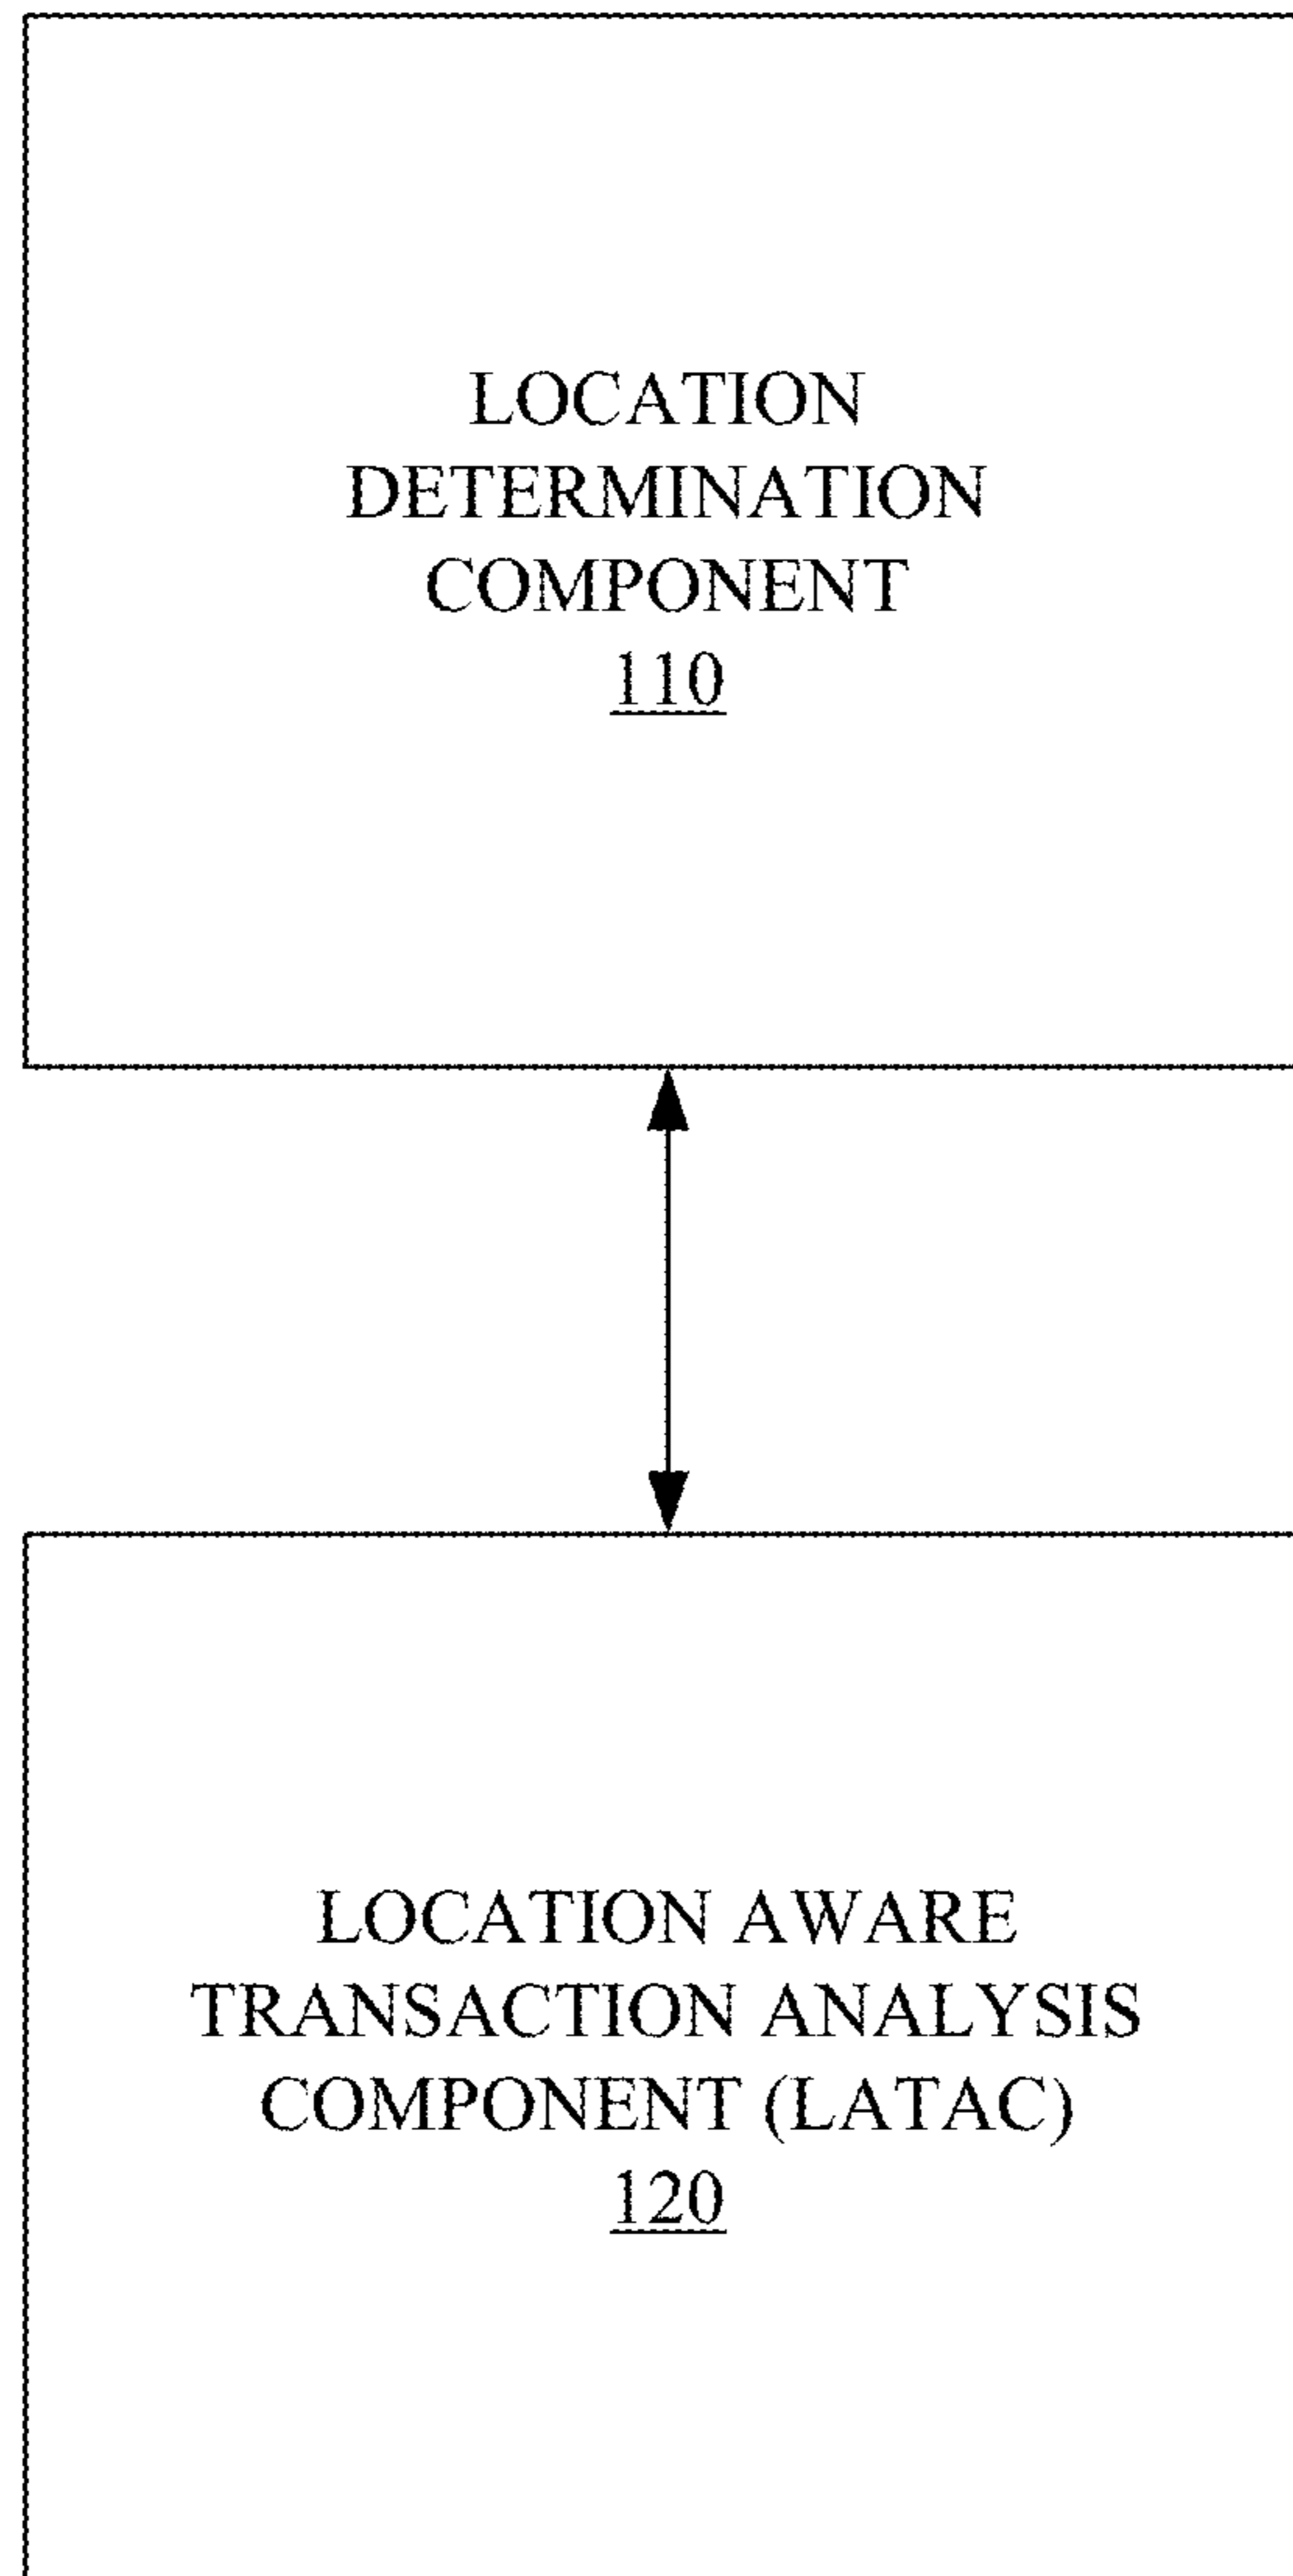 LOCATION
DETERMINATION
COMPONENT
110
LOCATION AWARE
TRANSACTION ANALYSIS
COMPONENT (LATAC)
120